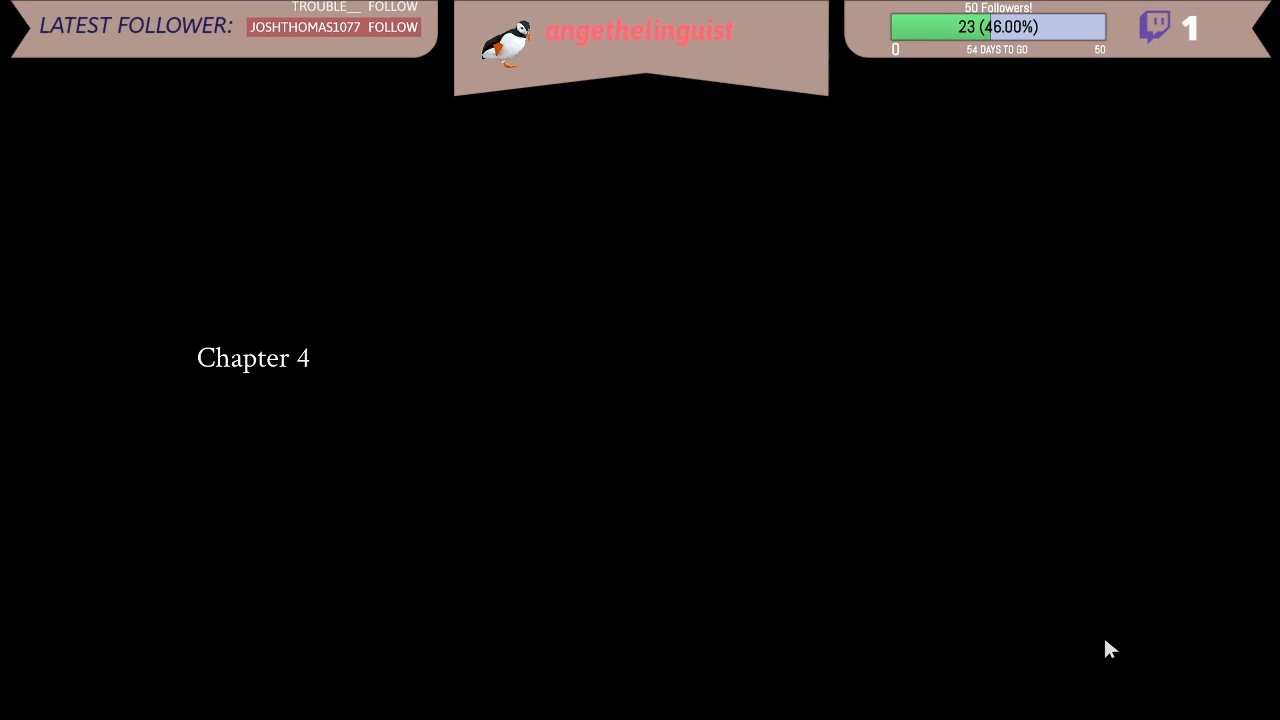 TROUBLE__ FOLLOW
LATEST FOLLOWER: JOSHTHOMAS1077 FOLLOW
angethelinguist
50 Followers!
23 (46.00%)
0 54 DAYS TO GO 50
1
Chapter 4